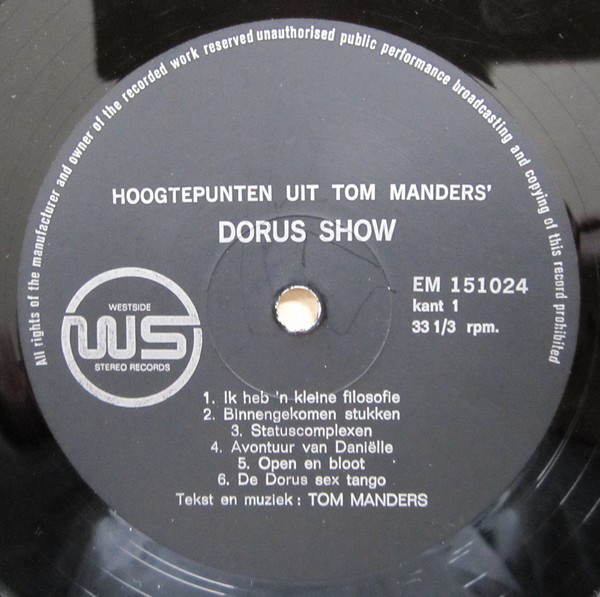 All rights of the manufacturer and owner of the recorded work reserved unauthorised public performance broadcasting and copying of this record prohibited
HOOGTEPUNTEN UIT TOM MANDERS'
DORUS SHOW
EM 151024
kant 1
33 1/3 rpm.
WESTSIDE
WS
STEREO RECORDS
1. Ik heb 'n kleine filosofie
2. Binnengekomen stukken
3. Statuscomplexen
4. Avontuur van Daniëlle
5. Open en bloot
6. De Dorus sex tango
Tekst en muziek: TOM MANDERS